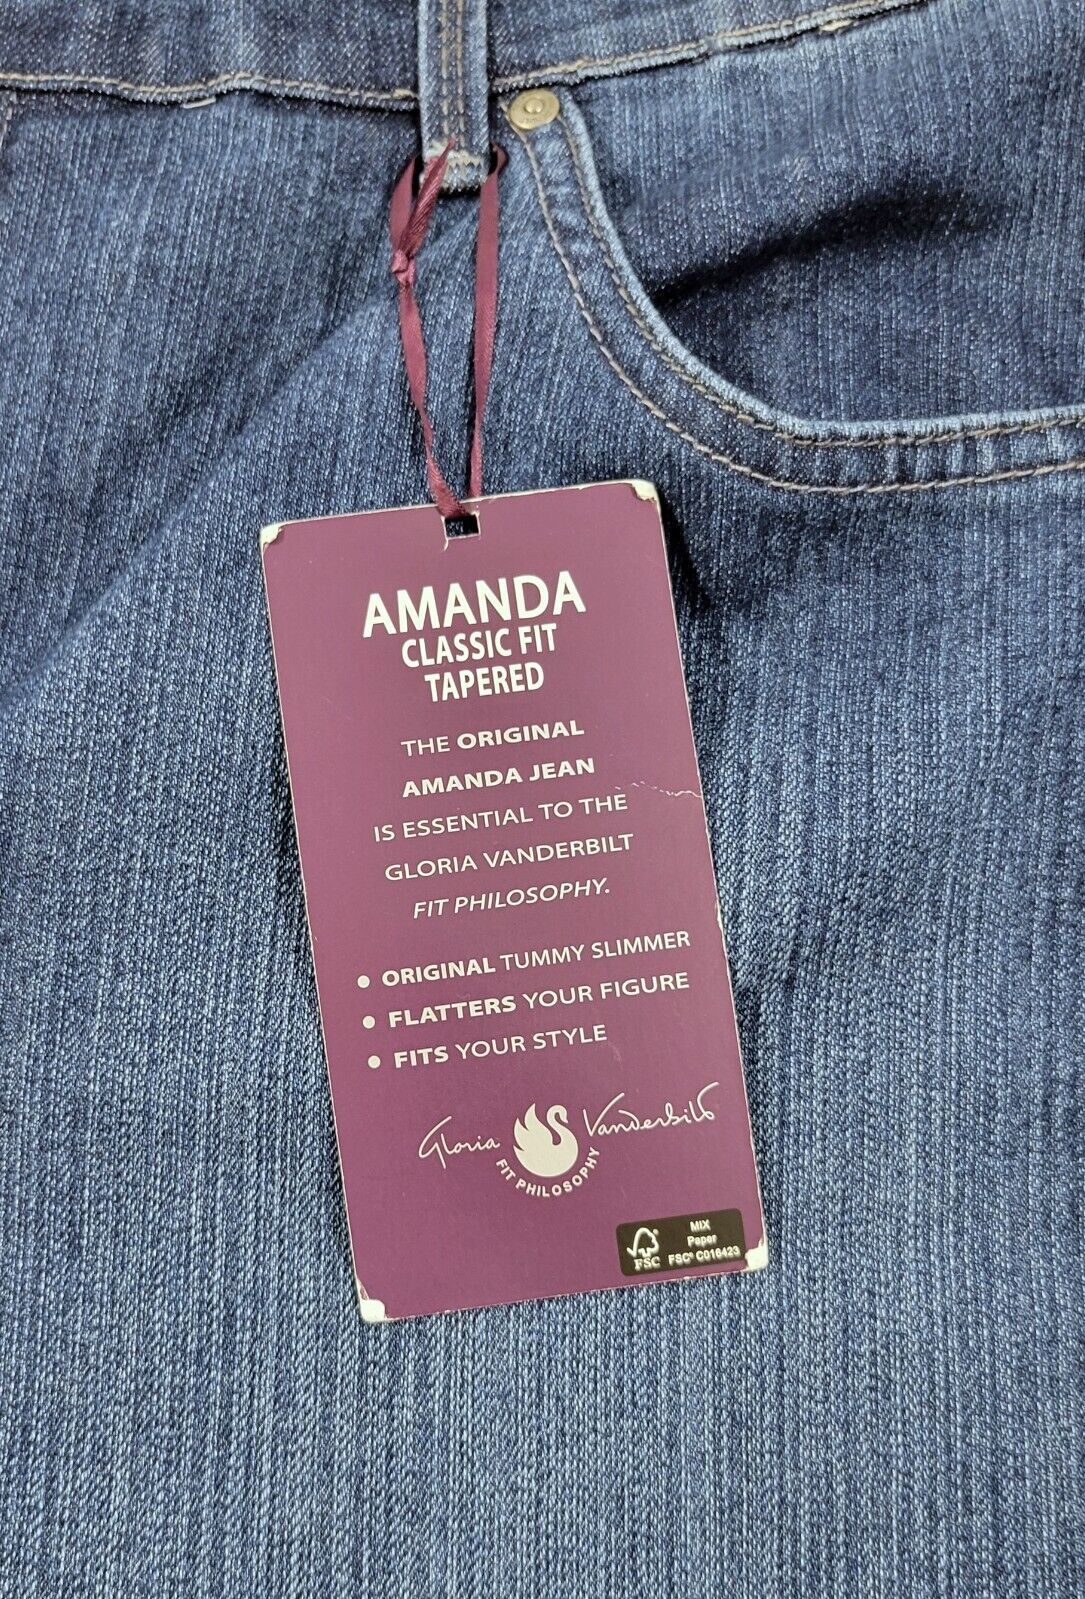 AMANDA
CLASSIC FIT
TAPERED
THE ORIGINAL
AMANDA JEAN
IS ESSENTIAL TO THE
GLORIA VANDERBILT
FIT PHILOSOPHY.
• ORIGINAL TUMMY SLIMMER
• FLATTERS YOUR FIGURE
• FITS YOUR STYLE
Gloria Vanderbilt
FIT PHILOSOPHY
MIX
Paper
FSC® C016423
FSC